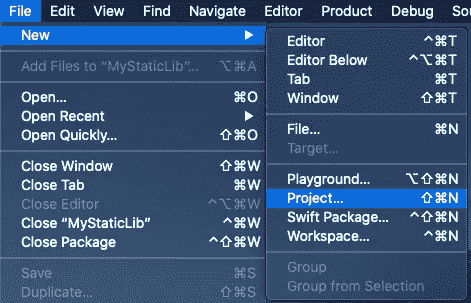 File Edit View Find Navigate Editor Product Debug
New
Add Files to “MyStaticLib”... ⌥⌘A
Open... ⌘O
Open Recent
Open Quickly... ⇧⌘O
Close Window ⇧⌘W
Close Tab ⌘W
Close Editor ^⌥⌘W
Close “MyStaticLib” ^⌘W
Close Package ^⇧⌘W
Save ⌘S
Duplicate... ⇧⌘S
Editor ^⌘T
Editor Below ^⌥⌘T
Tab ⌘T
Window ⇧⌘T
File... ⌘N
Target...
Playground... ⌥⇧⌘N
Project... ⇧⌘N
Swift Package... ^⇧⌘N
Workspace... ^⌘N
Group
Group from Selection